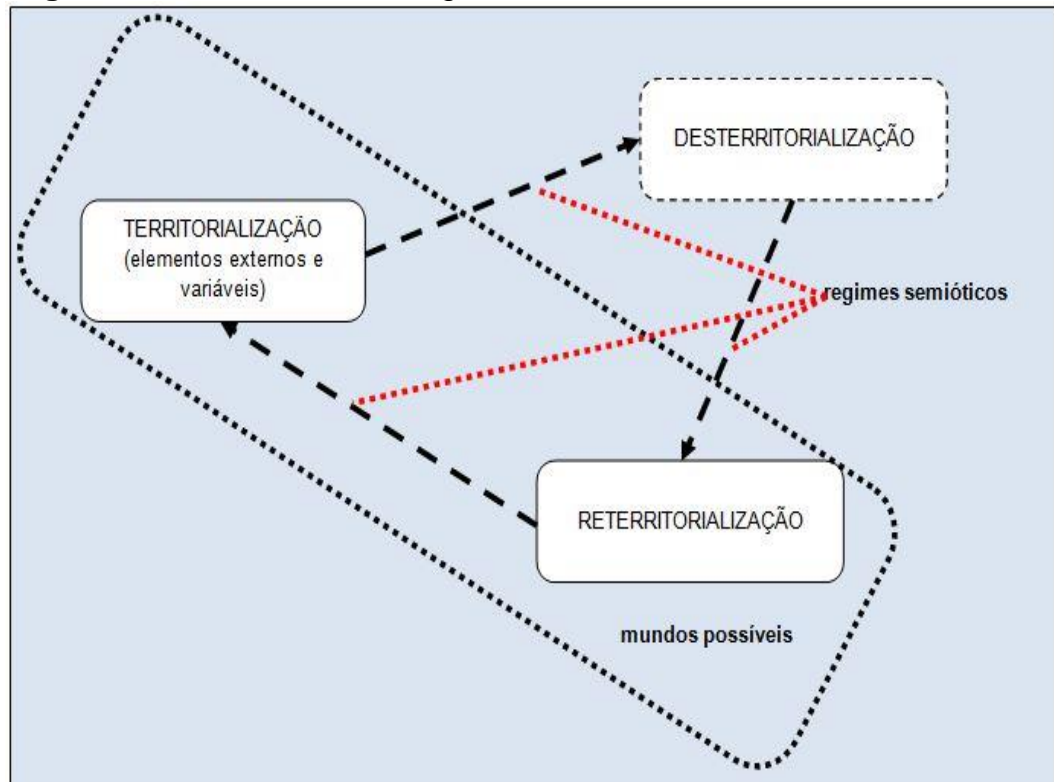 DESTERRITORIALIZAÇÃO
TERRITORIALIZAÇÃO
(elementos externos e
variáveis)
regimes semióticos
RETERRITORIALIZAÇÃO
mundos possíveis